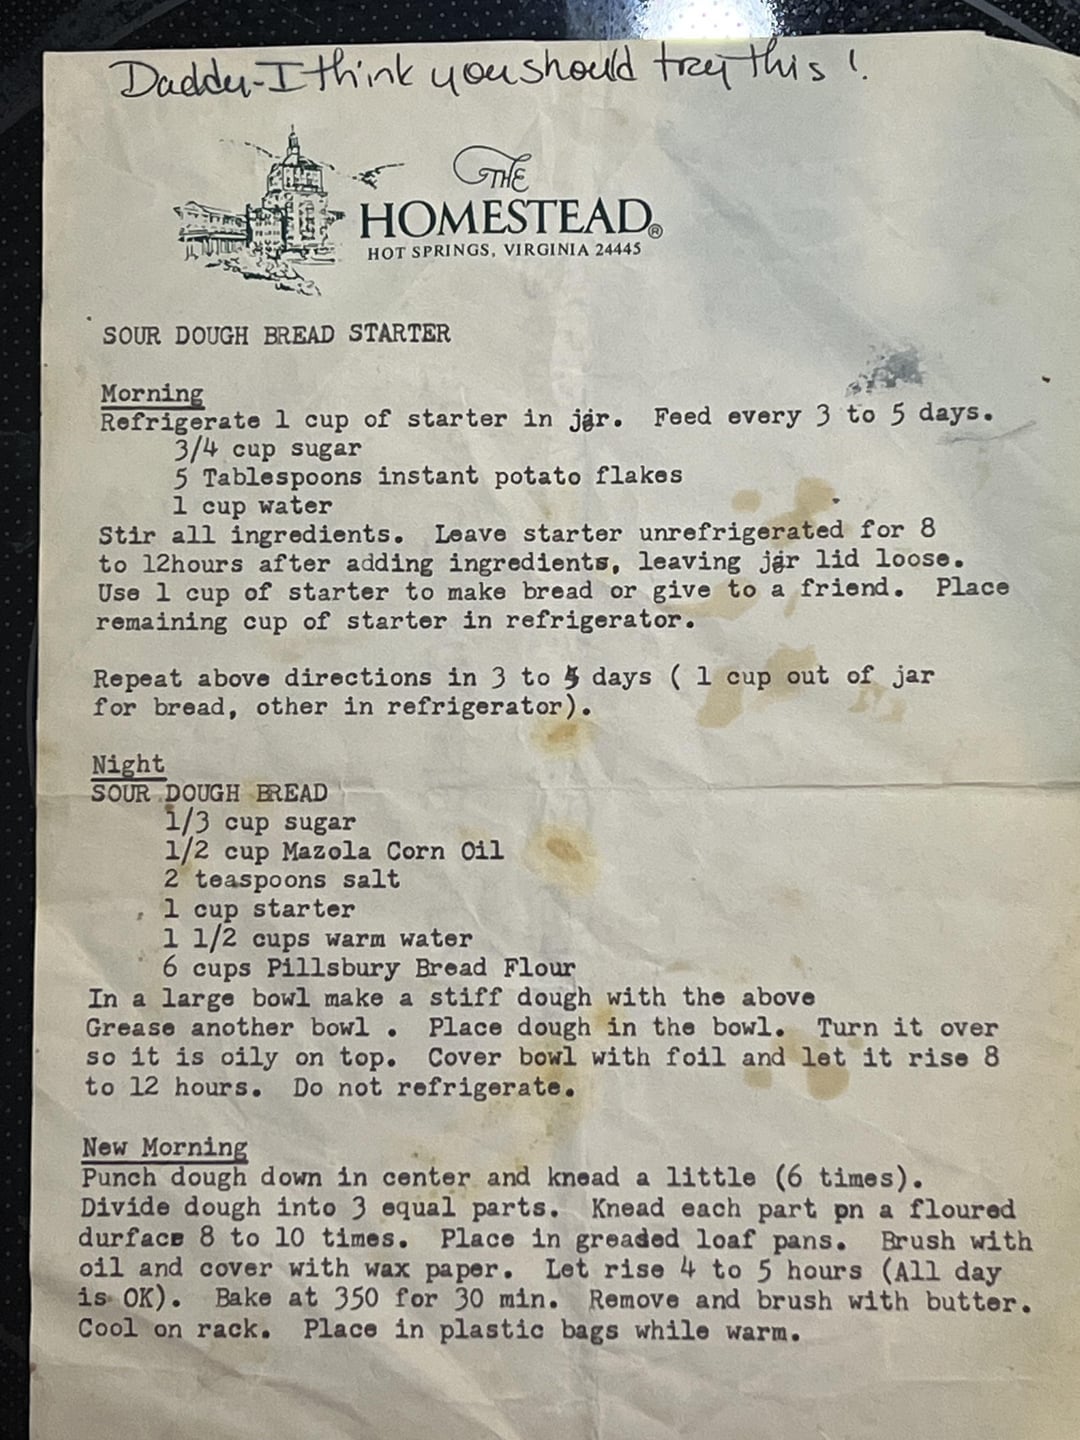 Daddy-I think you should try this !.
THE
HOMESTEAD®
HOT SPRINGS, VIRGINIA 24445
SOUR DOUGH BREAD STARTER
Morning
Refrigerate 1 cup of starter in jar.  Feed every 3 to 5 days.
3/4 cup sugar
5 Tablespoons instant potato flakes
1 cup water
Stir all ingredients.  Leave starter unrefrigerated for 8
to 12hours after adding ingredients, leaving jar lid loose.
Use 1 cup of starter to make bread or give to a friend.  Place
remaining cup of starter in refrigerator.
Repeat above directions in 3 to 5 days ( 1 cup out of jar
for bread, other in refrigerator).
Night
SOUR DOUGH BREAD
1/3 cup sugar
1/2 cup Mazola Corn Oil
2 teaspoons salt
1 cup starter
1 1/2 cups warm water
6 cups Pillsbury Bread Flour
In a large bowl make a stiff dough with the above
Grease another bowl .  Place dough in the bowl.  Turn it over
so it is oily on top.  Cover bowl with foil and let it rise 8
to 12 hours.  Do not refrigerate.
New Morning
Punch dough down in center and knead a little (6 times).
Divide dough into 3 equal parts.  Knead each part pn a floured
durface 8 to 10 times.  Place in greaded loaf pans.  Brush with
oil and cover with wax paper.  Let rise 4 to 5 hours (All day
is OK).  Bake at 350 for 30 min.  Remove and brush with butter.
Cool on rack.  Place in plastic bags while warm.